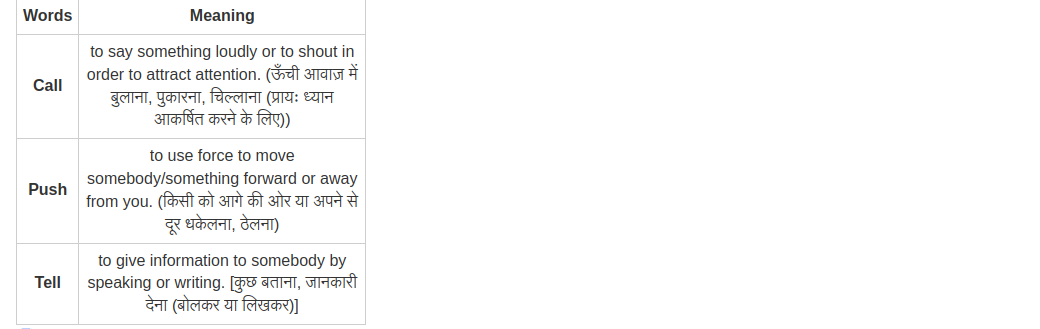 Words Meaning
Call
to say something loudly or to shout in
order to attract attention. (ऊँची आवाज़ में
बुलाना, पुकारना, चिल्लाना (प्रायः ध्यान
आकर्षित करने के लिए))
Push
to use force to move
somebody/something forward or away
from you. (किसी को आगे की ओर या अपने से
दूर धकेलना, ठेलना)
Tell
to give information to somebody by
speaking or writing. [कुछ बताना, जानकारी
देना (बोलकर या लिखकर)]